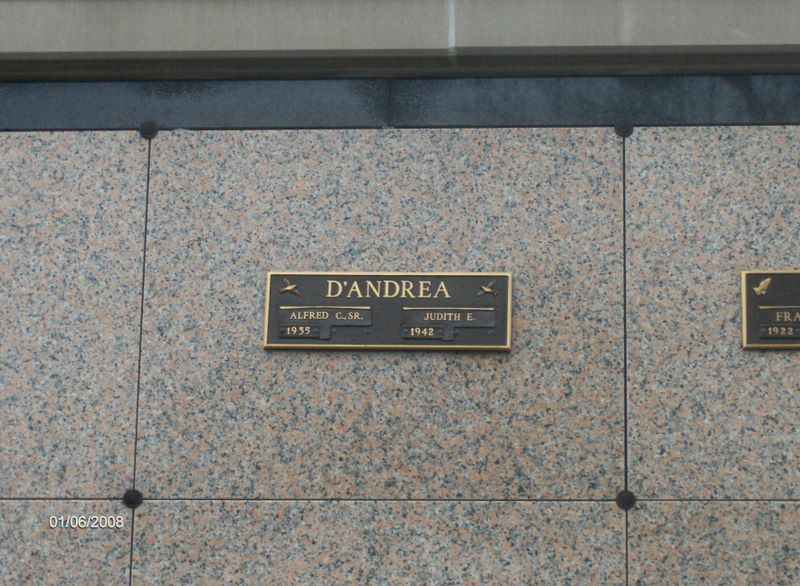 D'ANDREA
ALFRED C., SR.
JUDITH E.
1935
1942
FRA
1922
01/06/2008